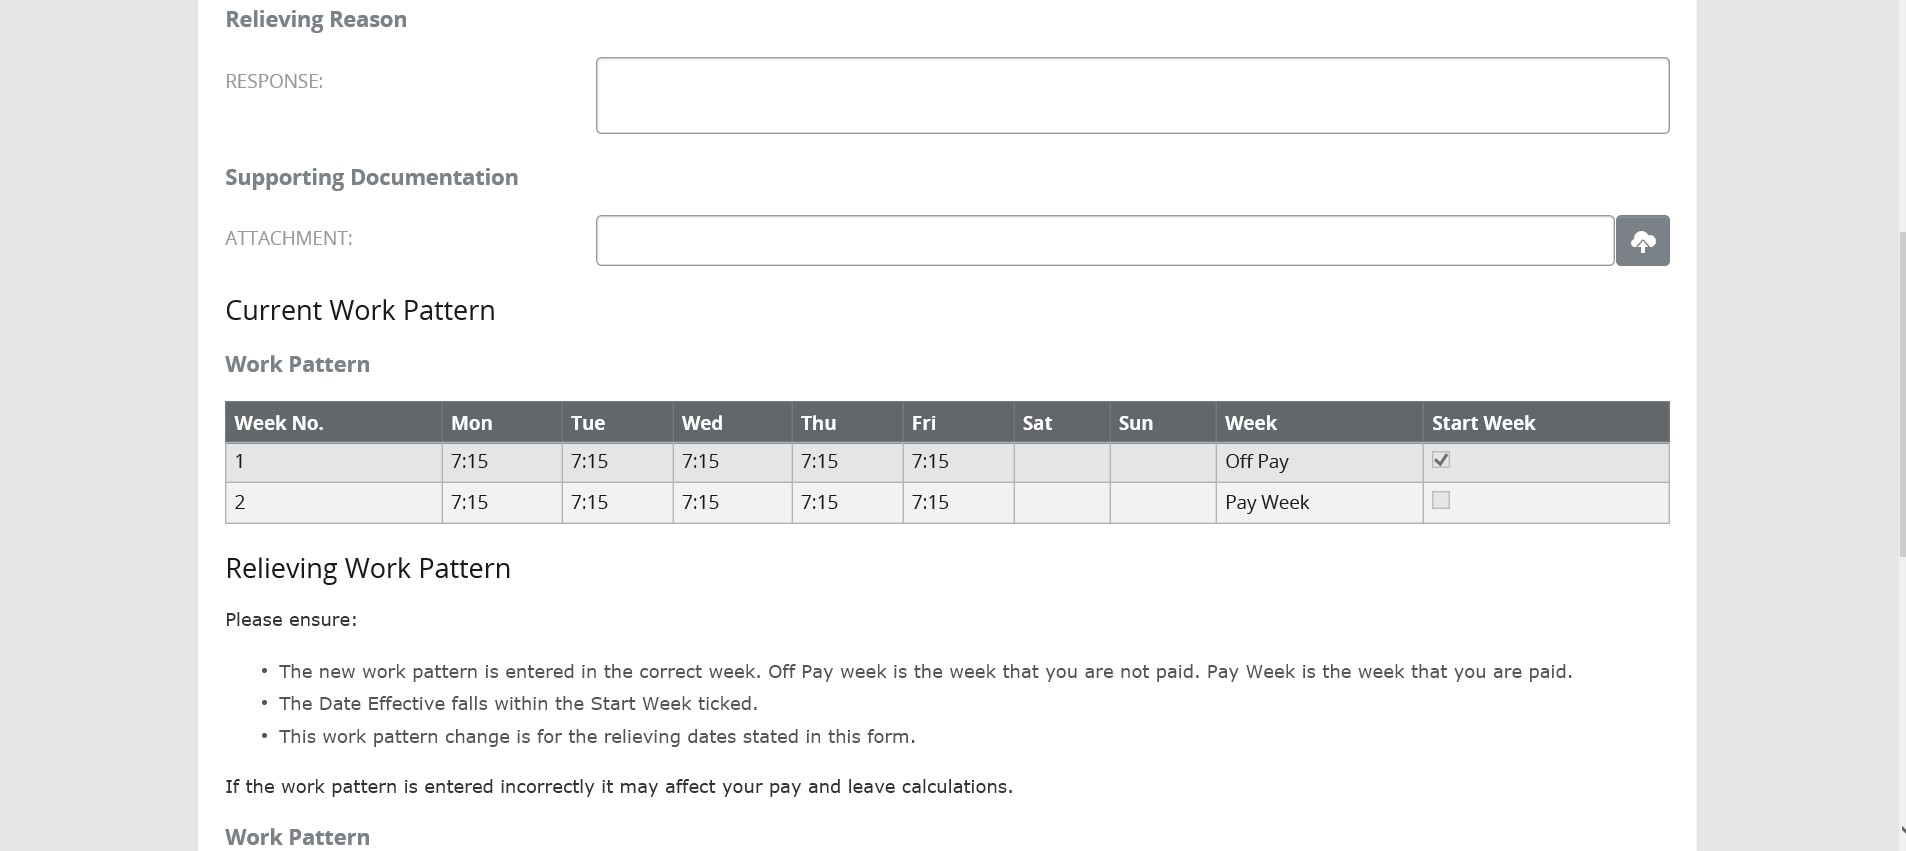 Relieving Reason
RESPONSE:
Supporting Documentation
ATTACHMENT:
Current Work Pattern
Work Pattern
Week No. Mon Tue Wed Thu Fri Sat Sun Week Start Week
1 7:15 7:15 7:15 7:15 7:15 Off Pay
2 7:15 7:15 7:15 7:15 7:15 Pay Week
Relieving Work Pattern
Please ensure:
• The new work pattern is entered in the correct week. Off Pay week is the week that you are not paid. Pay Week is the week that you are paid.
• The Date Effective falls within the Start Week ticked.
• This work pattern change is for the relieving dates stated in this form.
If the work pattern is entered incorrectly it may affect your pay and leave calculations.
Work Pattern